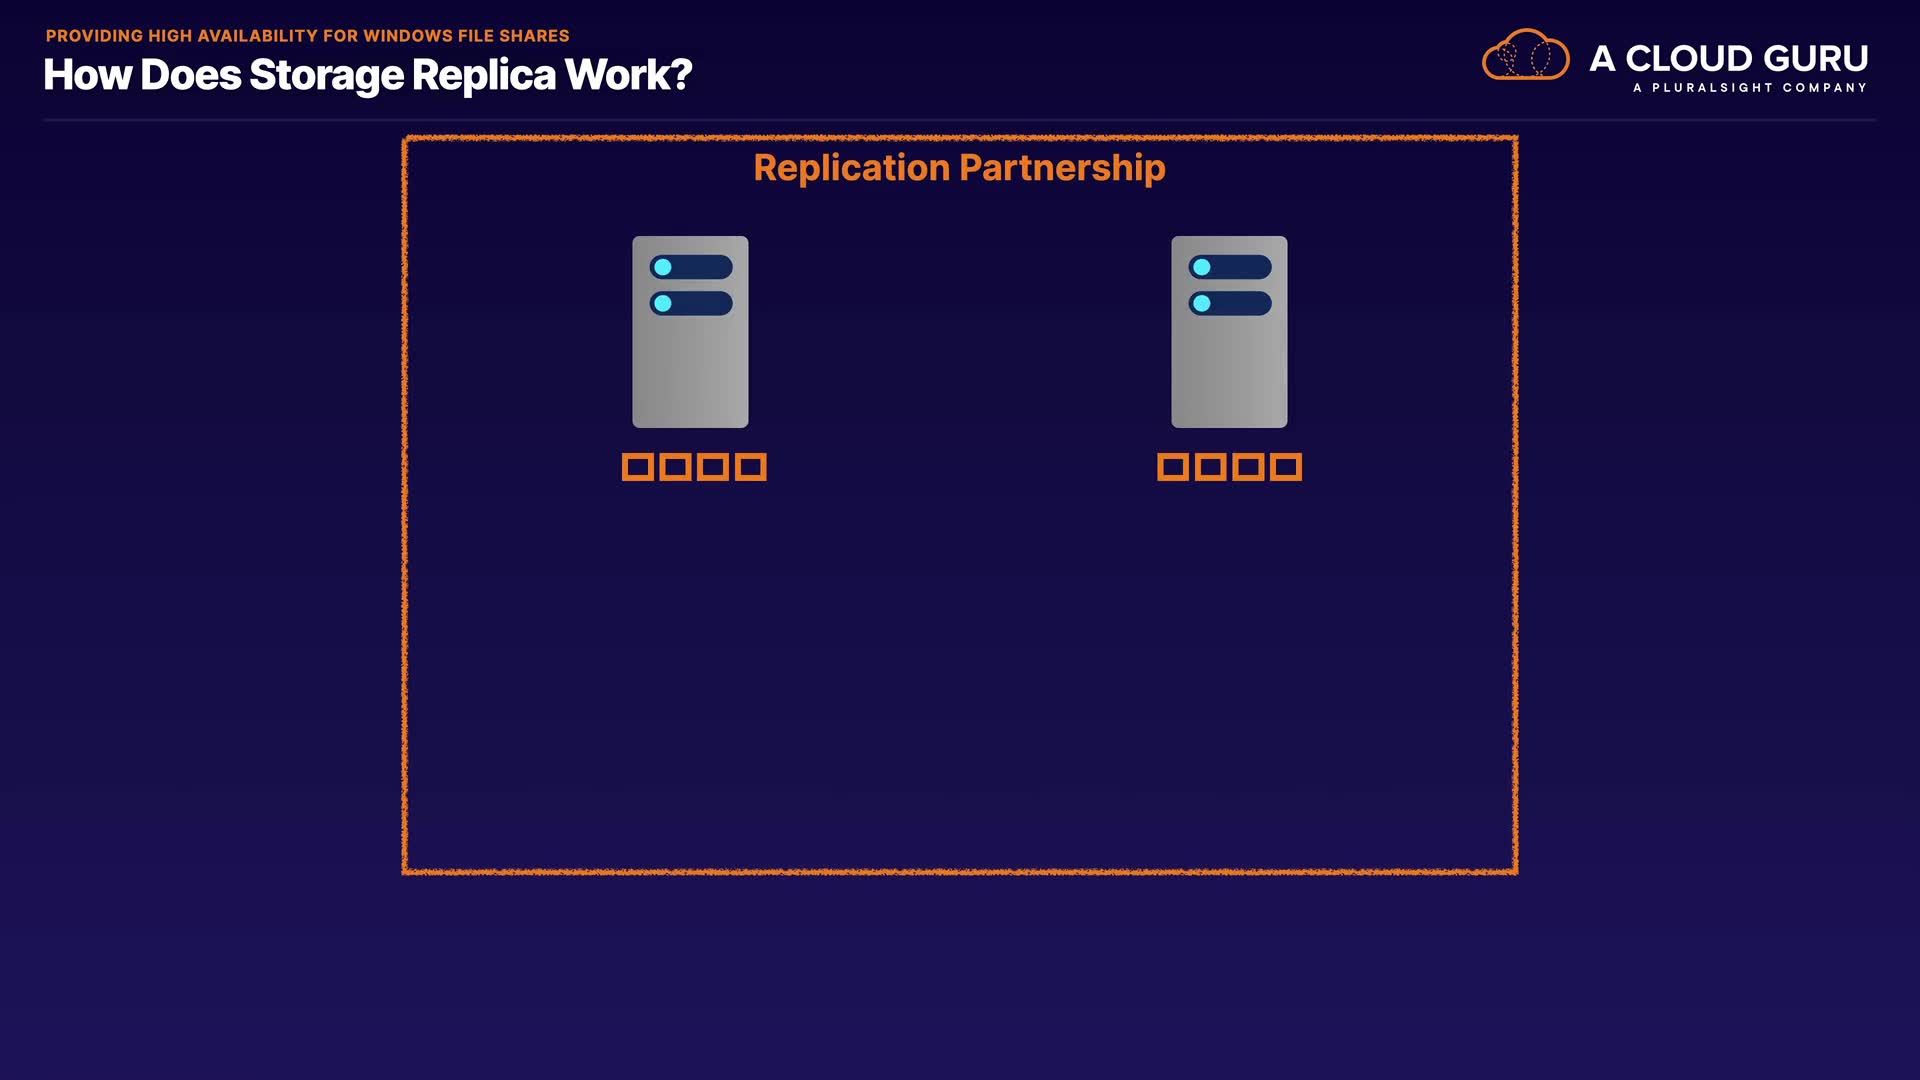 PROVIDING HIGH AVAILABILITY FOR WINDOWS FILE SHARES
How Does Storage Replica Work?
A CLOUD GURU
A PLURALSIGHT COMPANY
Replication Partnership